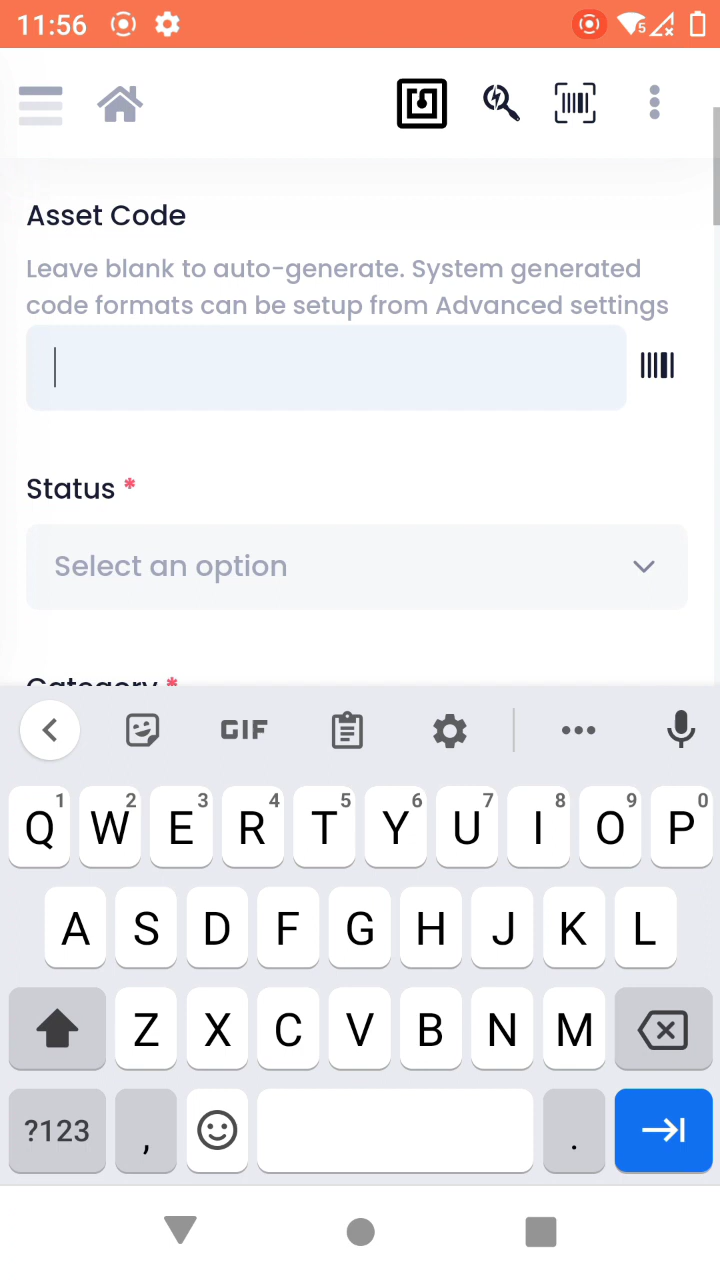 11:56
5
Asset Code
Leave blank to auto-generate. System generated
code formats can be setup from Advanced settings
Status *
Select an option
Category *
GIF
Q1 W2 E3 R4 T5 Y6 U7 I8 O9 P0
A S D F G H J K L
Z X C V B N M
?123 , .